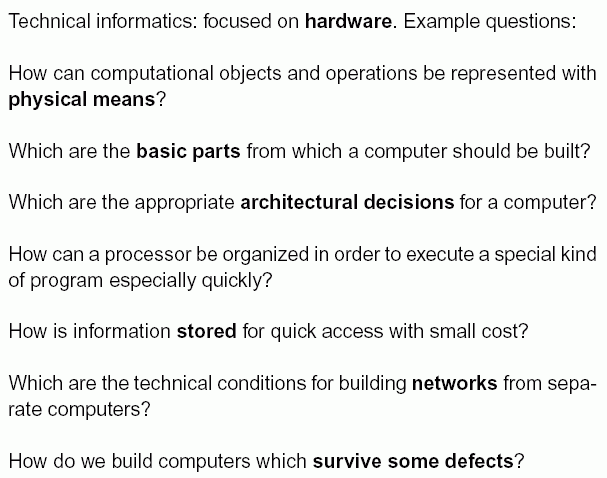 Technical informatics: focused on hardware. Example questions:
How can computational objects and operations be represented with
physical means?
Which are the basic parts from which a computer should be built?
Which are the appropriate architectural decisions for a computer?
How can a processor be organized in order to execute a special kind
of program especially quickly?
How is information stored for quick access with small cost?
Which are the technical conditions for building networks from sepa-
rate computers?
How do we build computers which survive some defects?